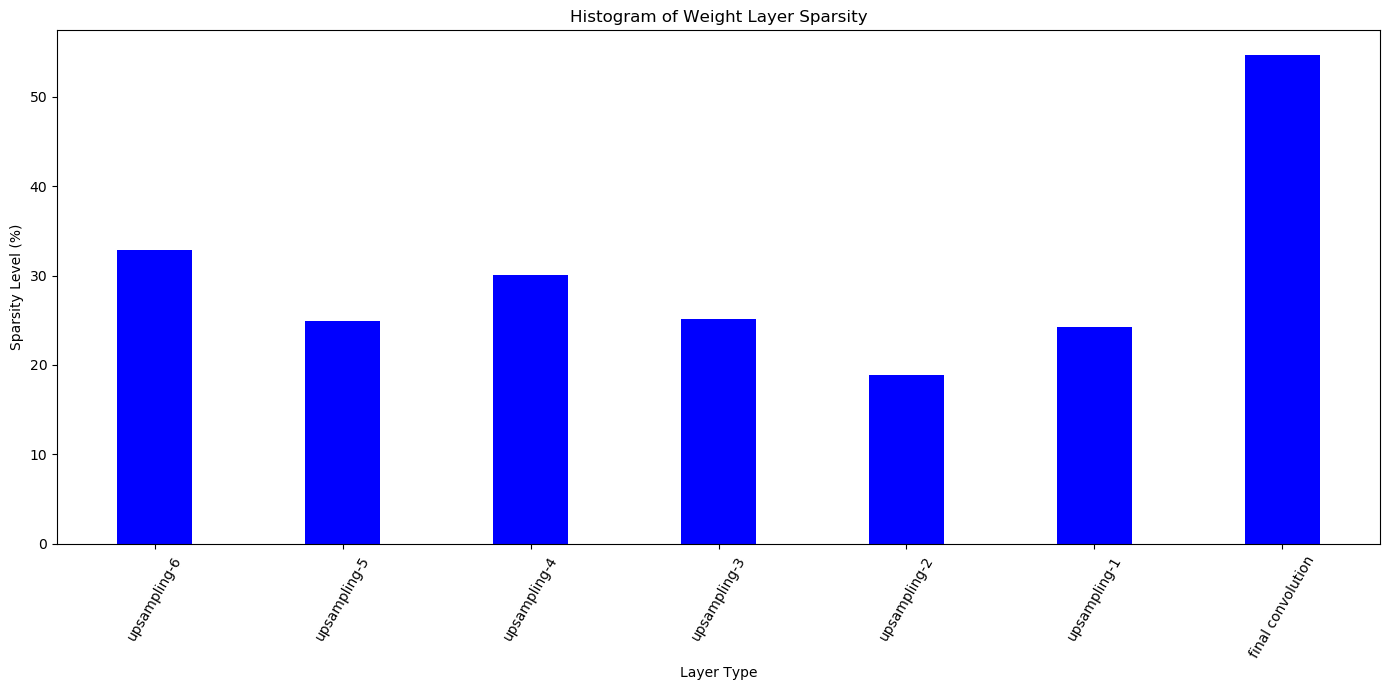 Histogram of Weight Layer Sparsity
Sparsity Level (%)
50
40
30
20
10
0
upsampling-6
upsampling-5
upsampling-4
upsampling-3
upsampling-2
upsampling-1
final convolution
Layer Type